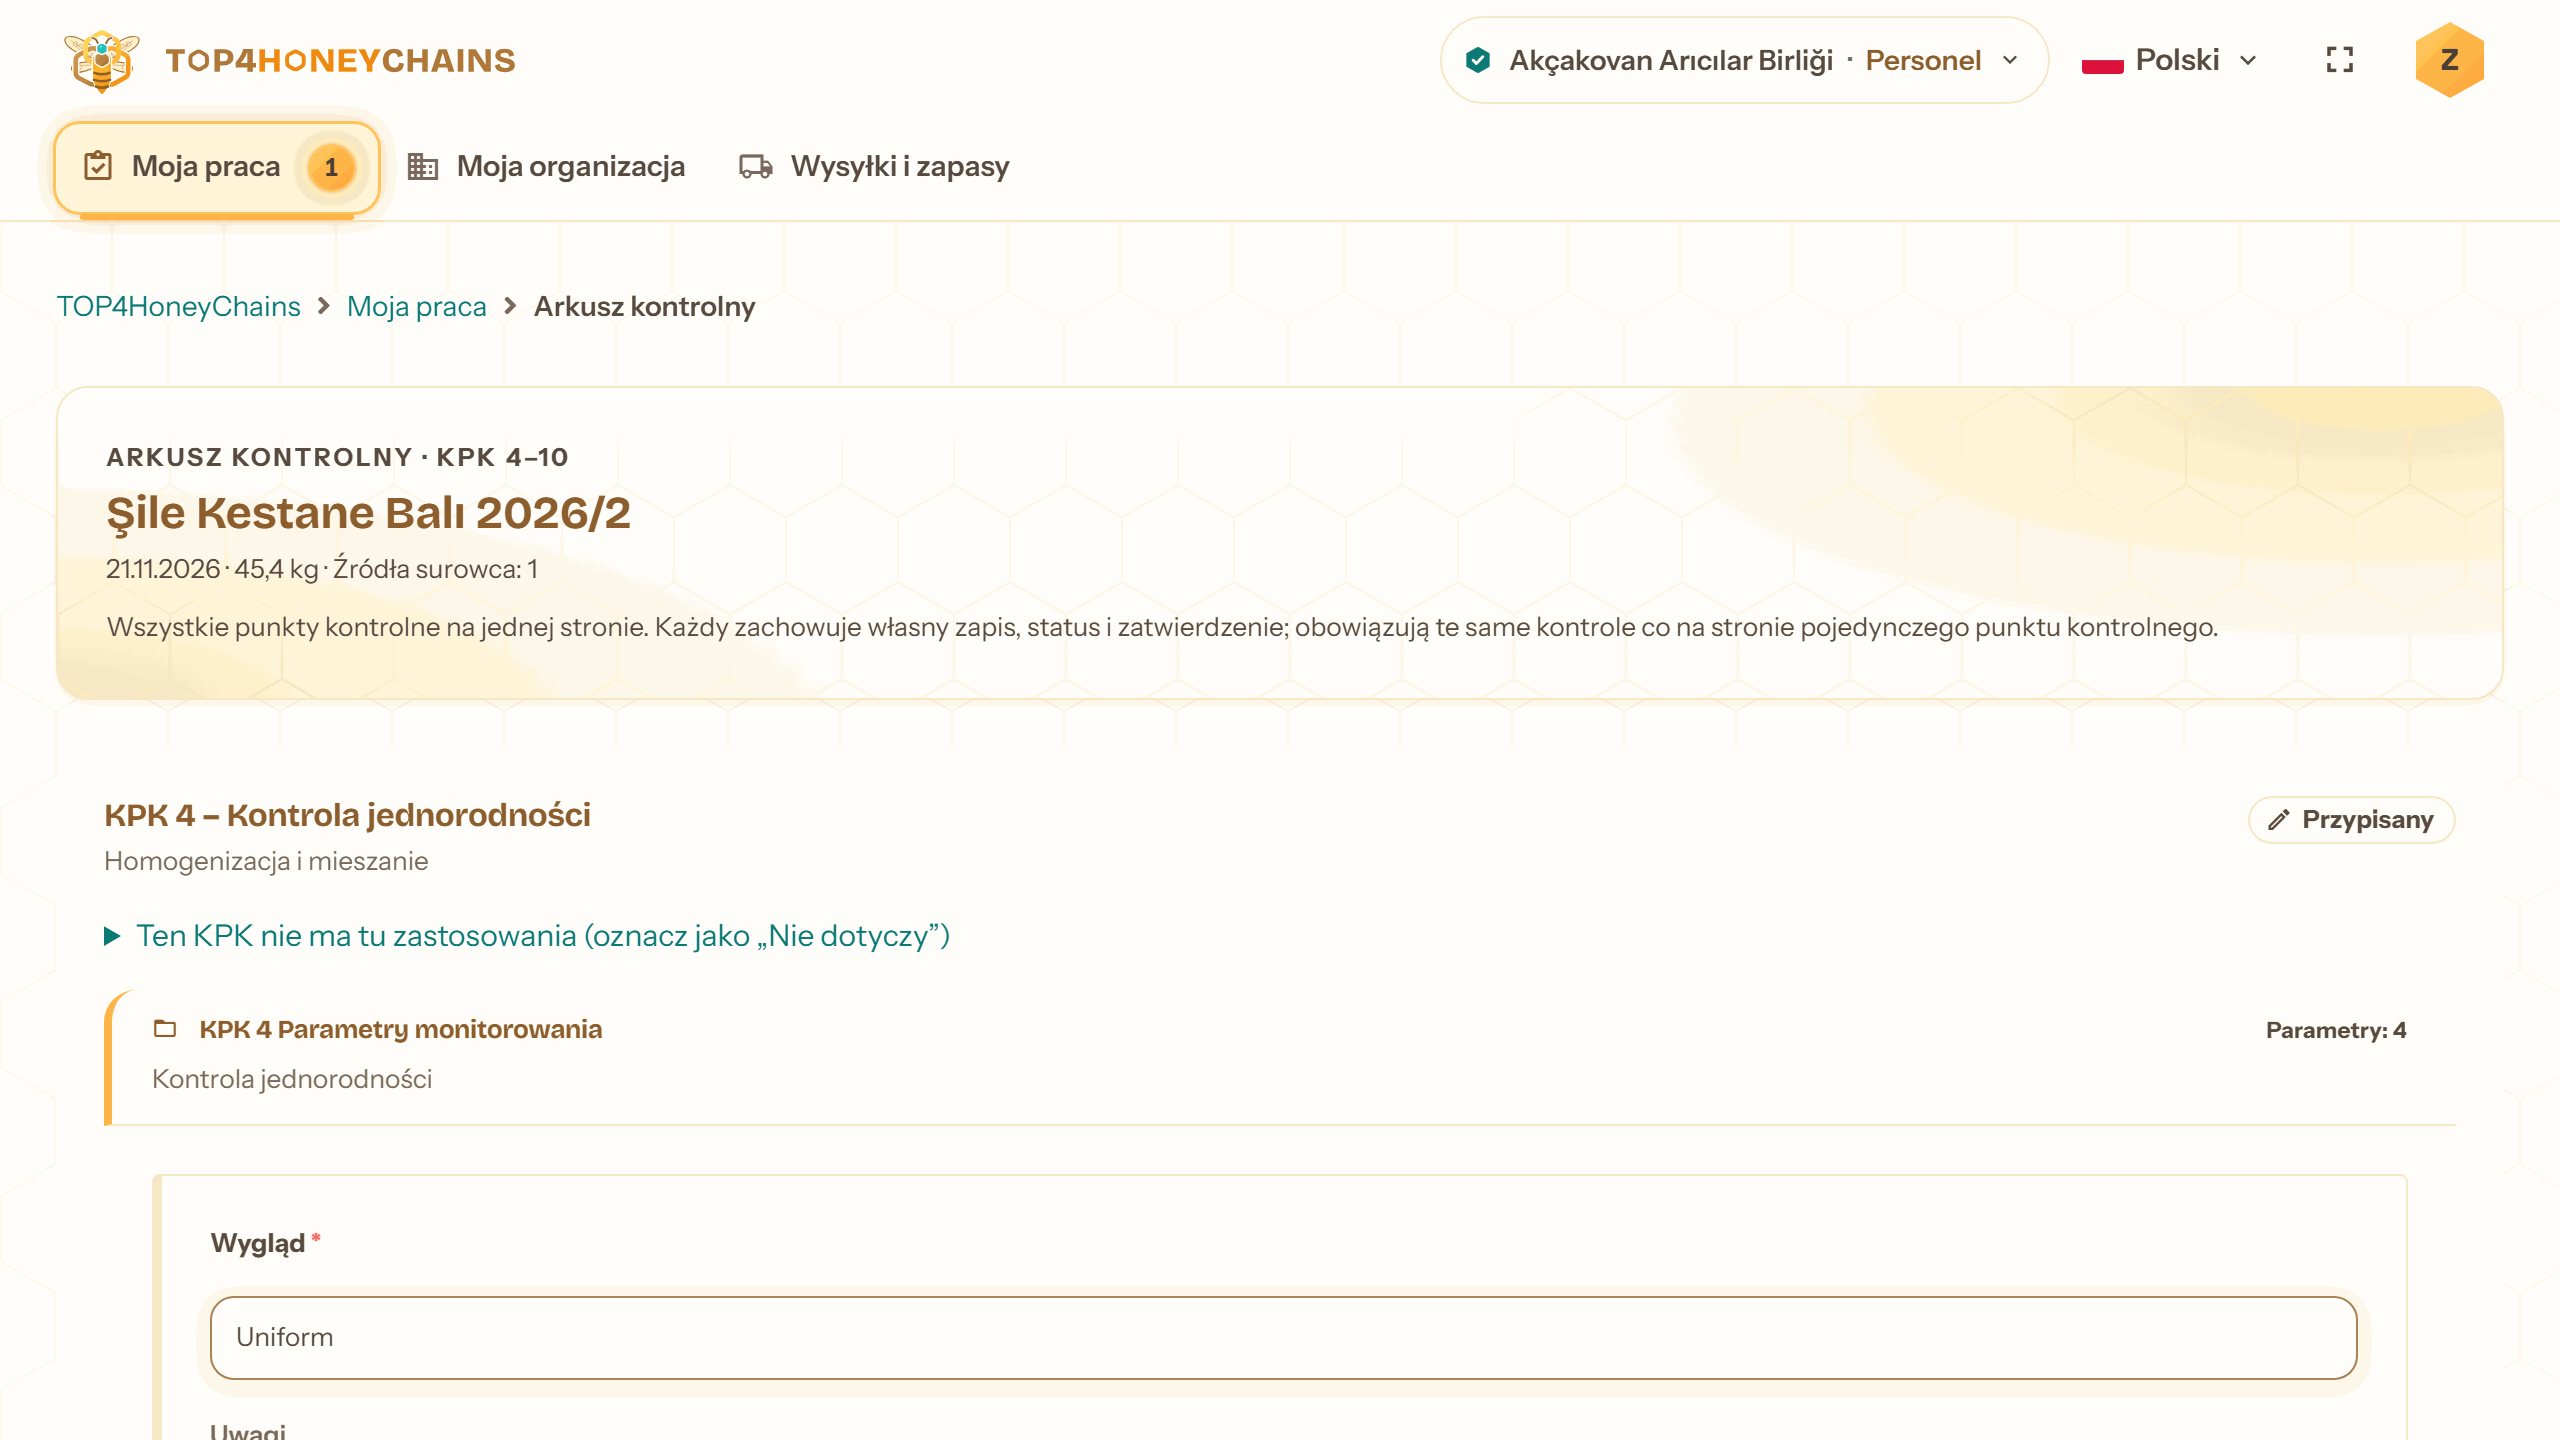 TOP4HONEYCHAINS
Akçakovan Arıcılar Birliği · Personel
Polski
Z
Moja praca 1
Moja organizacja
Wysyłki i zapasy
TOP4HoneyChains > Moja praca > Arkusz kontrolny
ARKUSZ KONTROLNY · KPK 4–10
Şile Kestane Balı 2026/2
21.11.2026 · 45,4 kg · Źródła surowca: 1
Wszystkie punkty kontrolne na jednej stronie. Każdy zachowuje własny zapis, status i zatwierdzenie; obowiązują te same kontrole co na stronie pojedynczego punktu kontrolnego.
KPK 4 – Kontrola jednorodności
Przypisany
Homogenizacja i mieszanie
Ten KPK nie ma tu zastosowania (oznacz jako „Nie dotyczy”)
KPK 4 Parametry monitorowania
Parametry: 4
Kontrola jednorodności
Wygląd *
Uniform
Uwagi